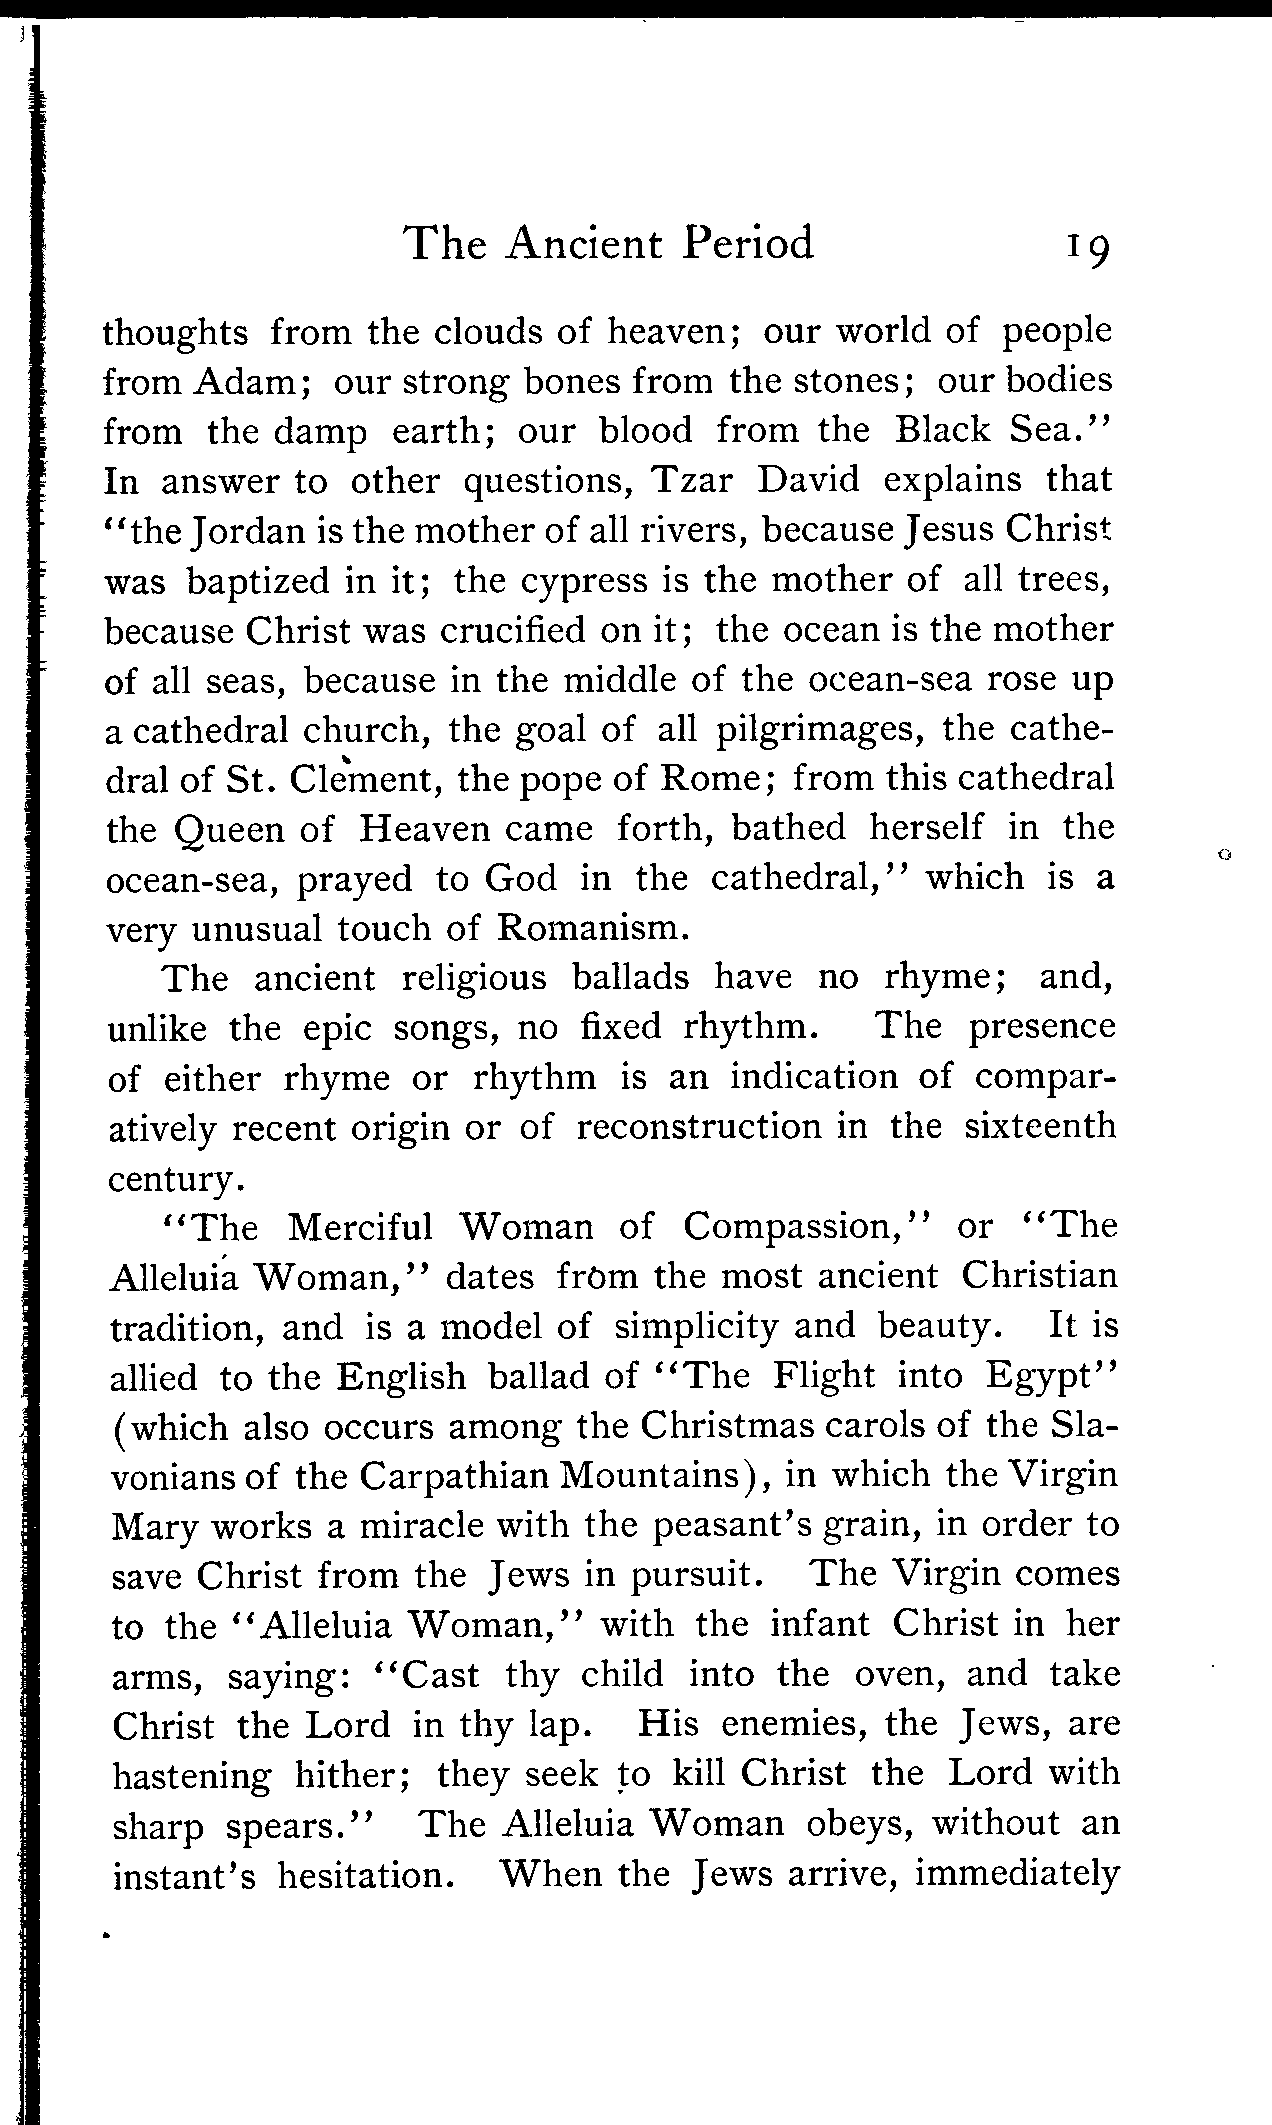 The Ancient Period 19
thoughts from the clouds of heaven; our world of people
from Adam; our strong bones from the stones; our bodies
from the damp earth; our blood from the Black Sea."
In answer to other questions, Tzar David explains that
"the Jordan is the mother of all rivers, because Jesus Christ
was baptized in it; the cypress is the mother of all trees,
because Christ was crucified on it; the ocean is the mother
of all seas, because in the middle of the ocean-sea rose up
a cathedral church, the goal of all pilgrimages, the cathe-
dral of St. Clement, the pope of Rome; from this cathedral
the Queen of Heaven came forth, bathed herself in the
ocean-sea, prayed to God in the cathedral," which is a
very unusual touch of Romanism.
The ancient religious ballads have no rhyme; and,
unlike the epic songs, no fixed rhythm. The presence
of either rhyme or rhythm is an indication of compar-
atively recent origin or of reconstruction in the sixteenth
century.
"The Merciful Woman of Compassion," or "The
Alleluia Woman," dates from the most ancient Christian
tradition, and is a model of simplicity and beauty. It is
allied to the English ballad of "The Flight into Egypt"
(which also occurs among the Christmas carols of the Sla-
vonians of the Carpathian Mountains), in which the Virgin
Mary works a miracle with the peasant's grain, in order to
save Christ from the Jews in pursuit. The Virgin comes
to the "Alleluia Woman," with the infant Christ in her
arms, saying: "Cast thy child into the oven, and take
Christ the Lord in thy lap. His enemies, the Jews, are
hastening hither; they seek to kill Christ the Lord with
sharp spears." The Alleluia Woman obeys, without an
instant's hesitation. When the Jews arrive, immediately